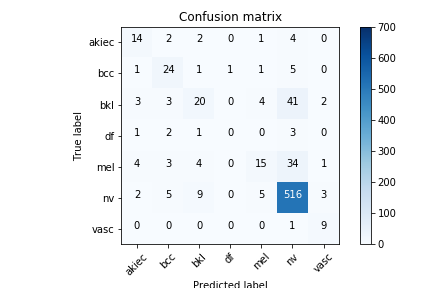 Confusion matrix
True label
akiec 14 2 2 0 1 4 0
bcc 1 24 1 1 1 5 0
bkl 3 3 20 0 4 41 2
df 1 2 1 0 0 3 0
mel 4 3 4 0 15 34 1
nv 2 5 9 0 5 516 3
vasc 0 0 0 0 0 1 9
akiec bcc bkl df mel nv vasc
Predicted label
700
600
500
400
300
200
100
0